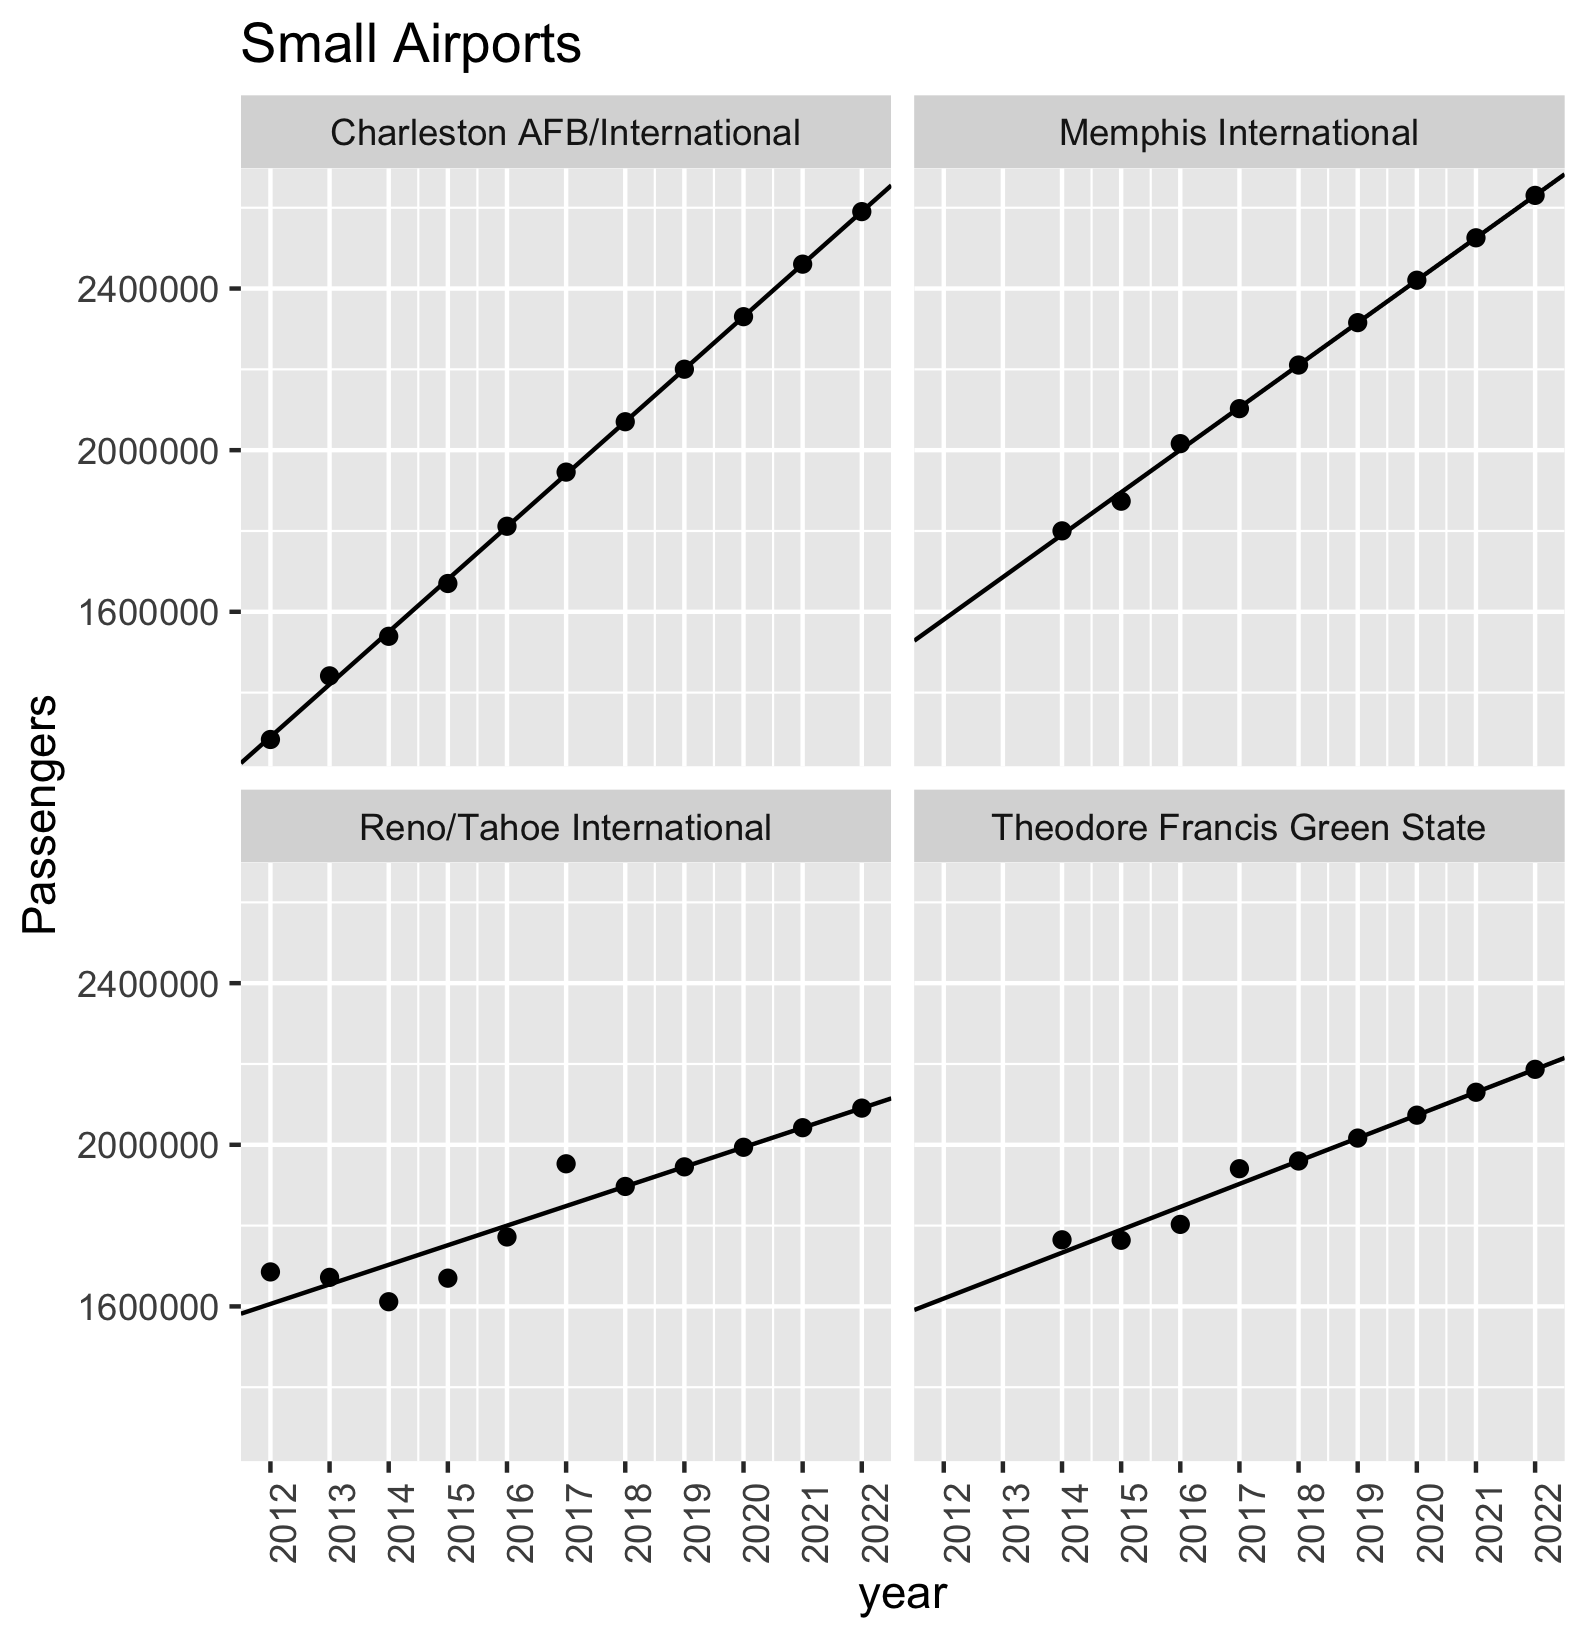 Small Airports
Charleston AFB/International
Memphis International
2400000
2000000
1600000
Passengers
Reno/Tahoe International
Theodore Francis Green State
2400000
2000000
1600000
2012 2013 2014 2015 2016 2017 2018 2019 2020 2021 2022
2012 2013 2014 2015 2016 2017 2018 2019 2020 2021 2022
year